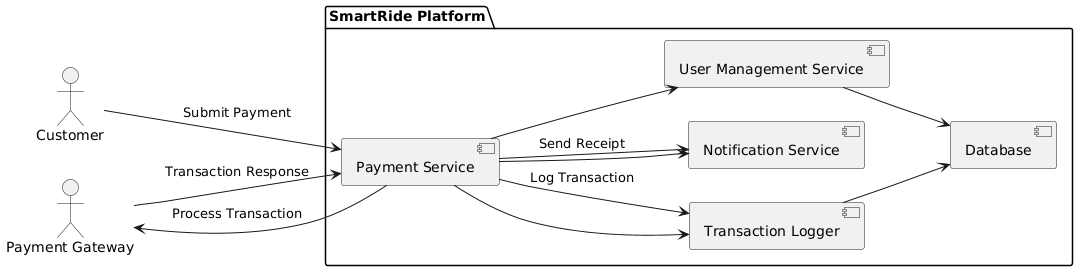 SmartRide Platform
User Management Service
Customer
Submit Payment
Payment Service
Send Receipt
Notification Service
Database
Transaction Response
Log Transaction
Payment Gateway
Process Transaction
Transaction Logger